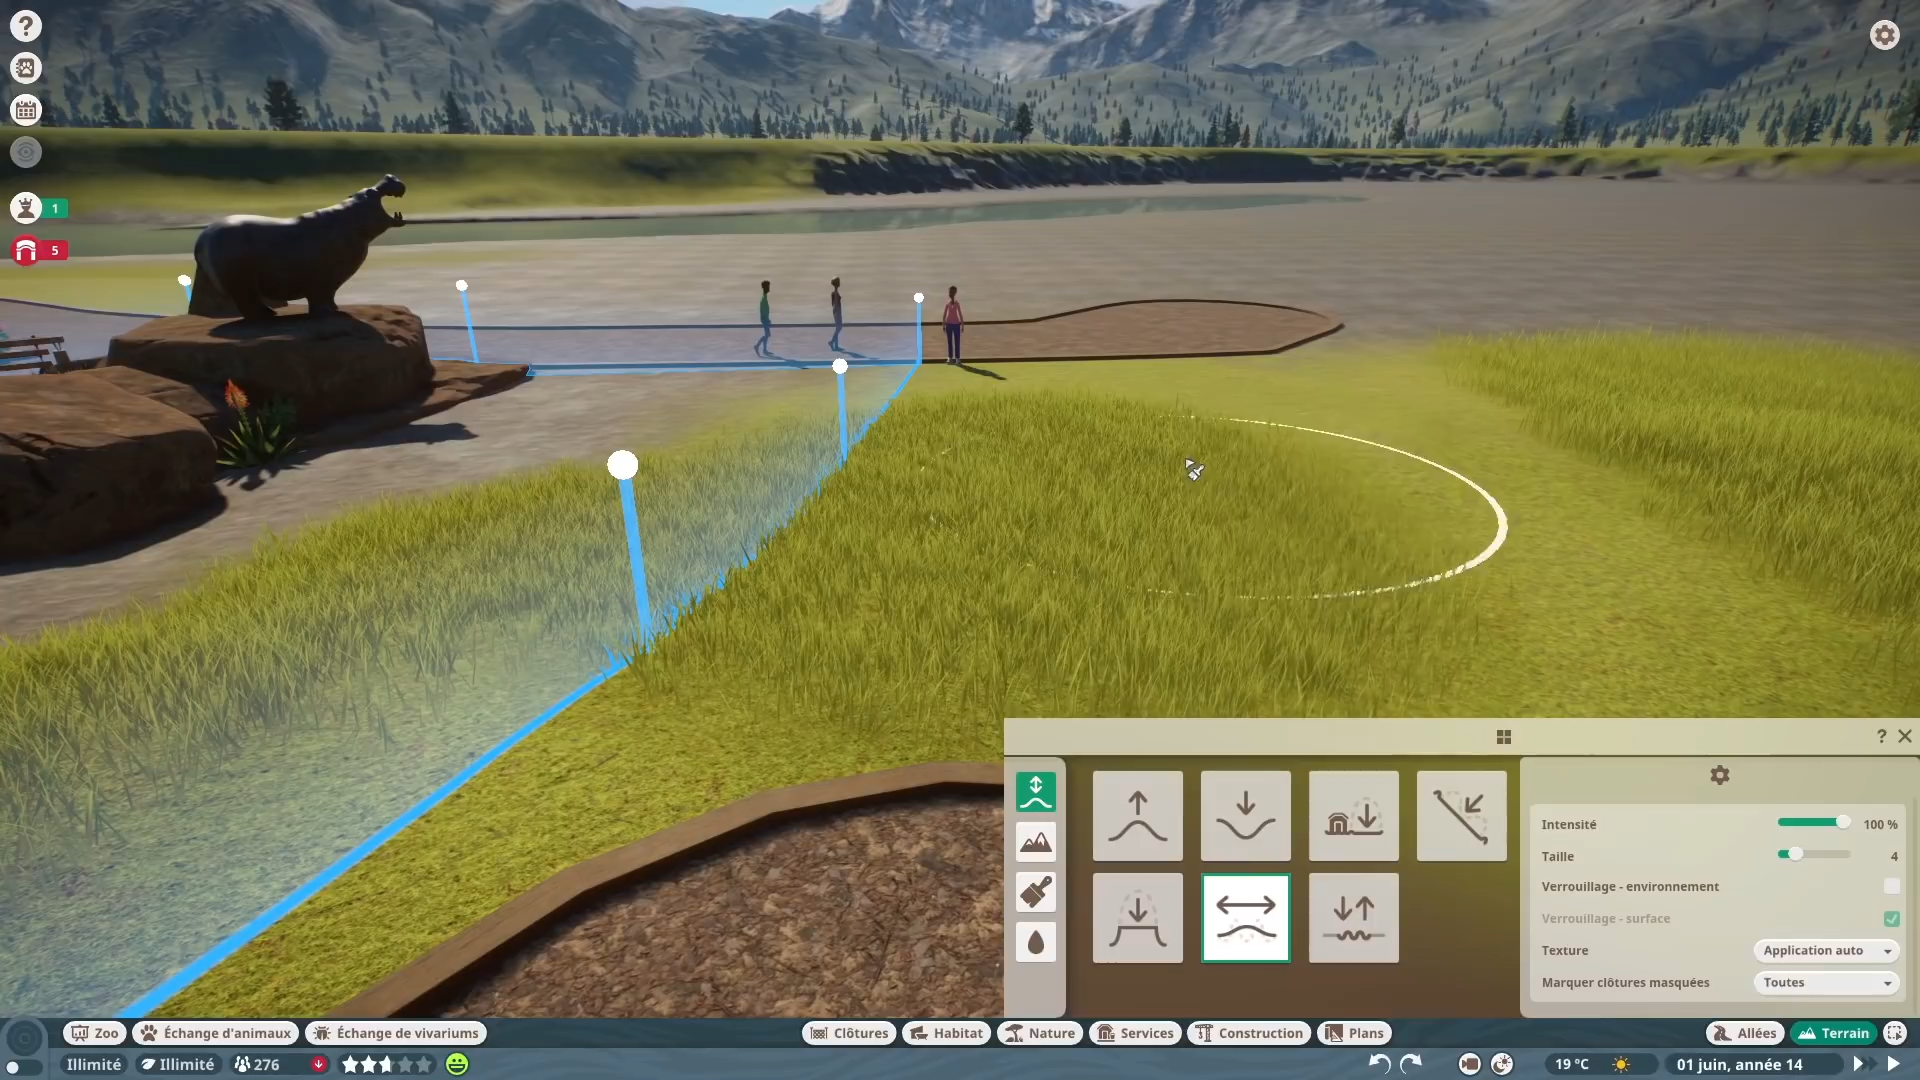 1
5
Intensité 100 %
Taille 4
Verrouillage - environnement
Verrouillage - surface
Texture Application auto
Marquer clôtures masquées Toutes
Zoo Échange d'animaux Échange de vivariums Clôtures Habitat Nature Services Construction Plans Allées Terrain
Illimité Illimité 276 19 °C 01 juin, année 14